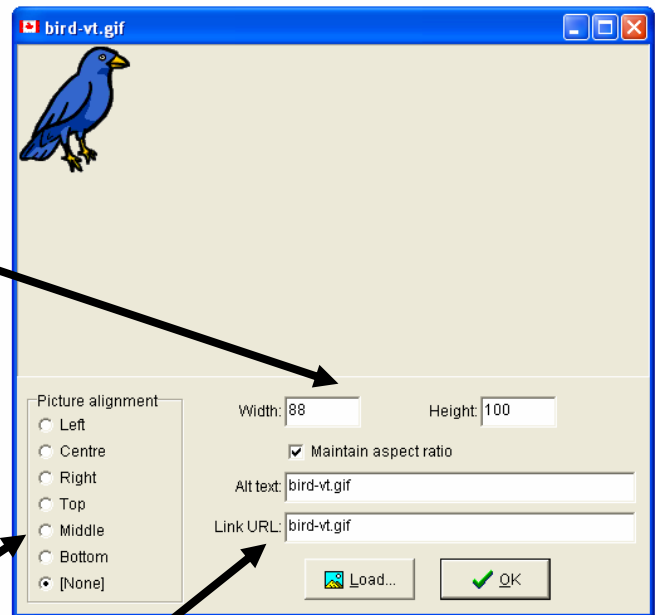 bird-vt.gif
Picture alignment
Left
Centre
Right
Top
Middle
Bottom
[None]
Width: 88 Height: 100
Maintain aspect ratio
Alt text: bird-vt.gif
Link URL: bird-vt.gif
Load... OK